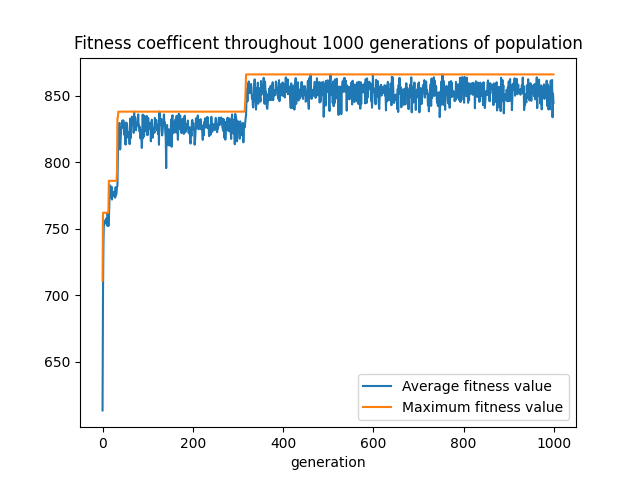 Fitness coefficent throughout 1000 generations of population
850
800
750
700
650
0 200 400 600 800 1000
generation
Average fitness value
Maximum fitness value